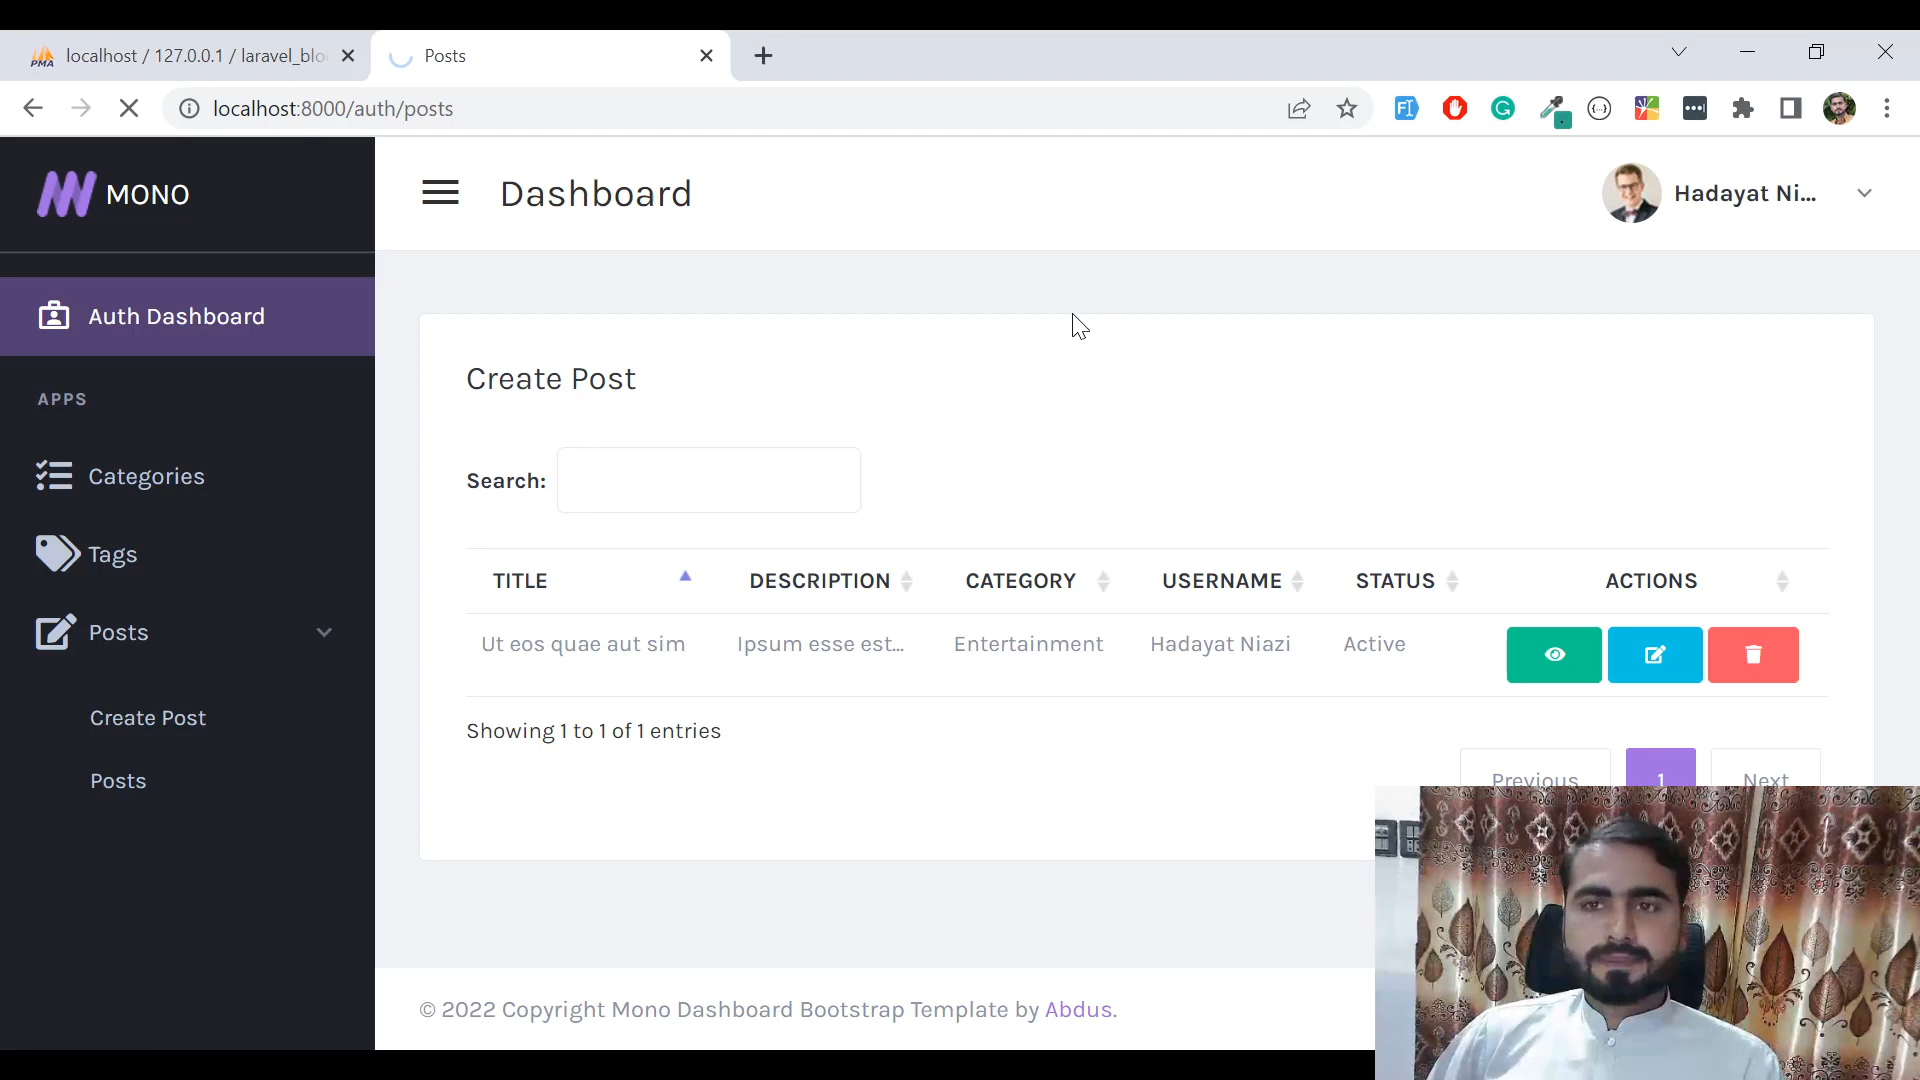 localhost / 127.0.0.1 / laravel_blo
Posts
localhost:8000/auth/posts
MONO
Dashboard
Hadayat Ni...
Auth Dashboard
APPS
Categories
Tags
Posts
Create Post
Posts
Create Post
Search:
TITLE DESCRIPTION CATEGORY USERNAME STATUS ACTIONS
Ut eos quae aut sim Ipsum esse est... Entertainment Hadayat Niazi Active
Showing 1 to 1 of 1 entries
Previous 1 Next
© 2022 Copyright Mono Dashboard Bootstrap Template by Abdus.